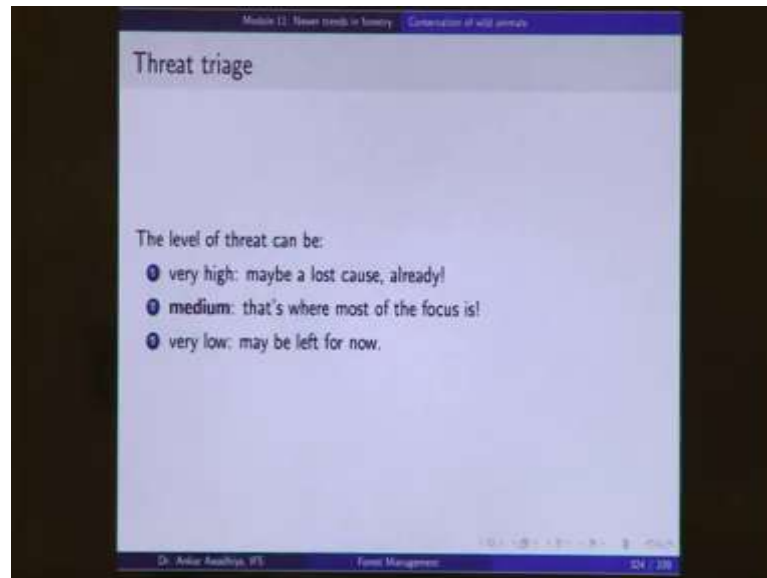 Module 11: Newer trends in forestry Conservation of wild animals
Threat triage
The level of threat can be:
very high: maybe a lost cause, already!
medium: that's where most of the focus is!
very low: may be left for now.
Dr. Ankur Awadhiya, IFS Forest Management